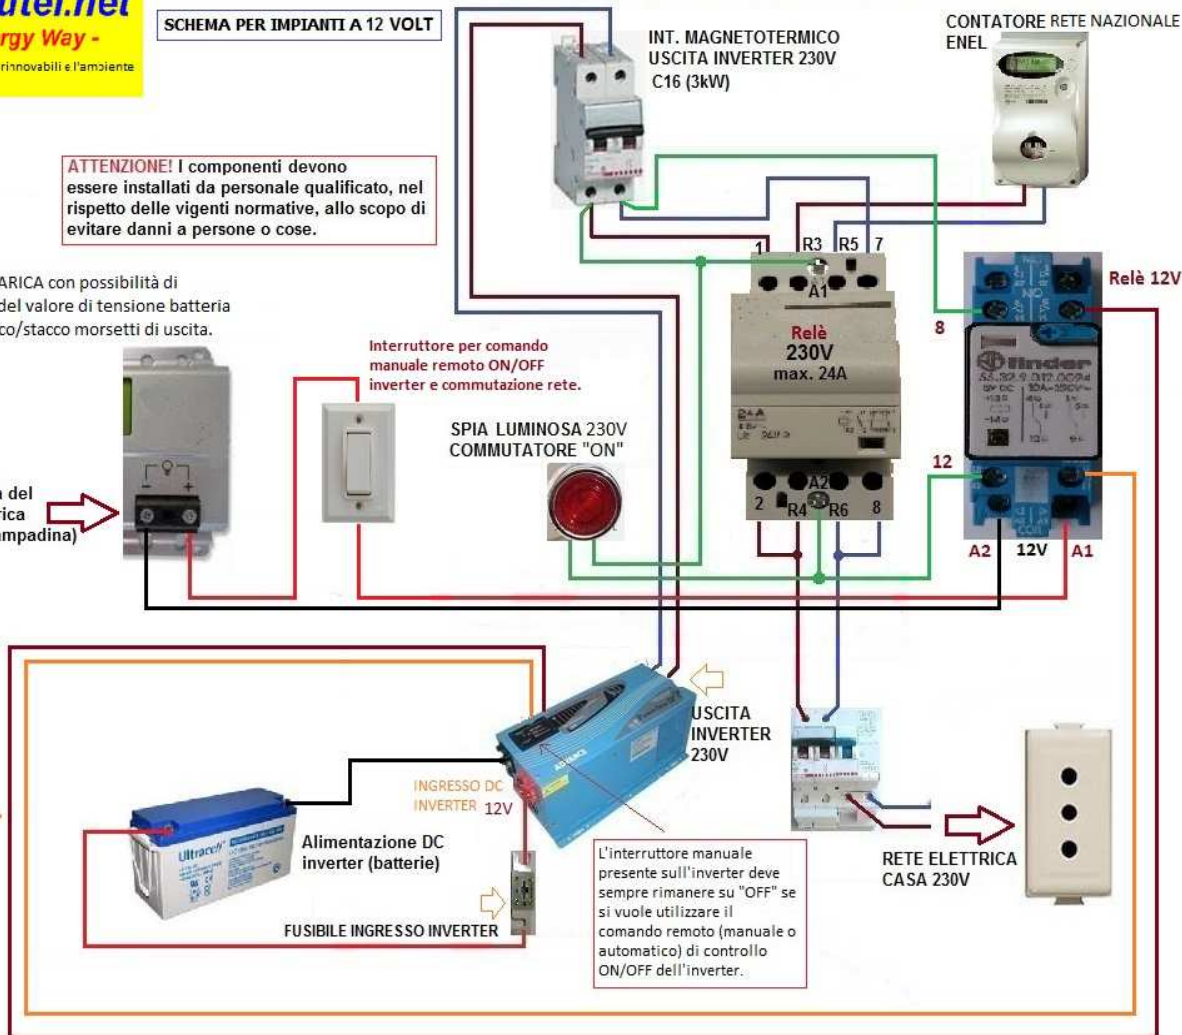 utel.net
ergy Way -
rinnovabili e l'ambiente
SCHEMA PER IMPIANTI A 12 VOLT
INT. MAGNETOTERMICO
USCITA INVERTER 230V
C16 (3kW)
CONTATORE RETE NAZIONALE
ENEL
ATTENZIONE! I componenti devono
essere installati da personale qualificato, nel
rispetto delle vigenti normative, allo scopo di
evitare danni a persone o cose.
ARICA con possibilità di
del valore di tensione batteria
co/stacco morsetti di uscita.
Interruttore per comando
manuale remoto ON/OFF
inverter e commutazione rete.
SPIA LUMINOSA 230V
COMMUTATORE "ON"
1 R3 R5 7
A1
Relè
230V
max. 24A
24A
A2
2 R4 R6 8
Relè 12V
8
NO
finder
12
COM
A2 12V A1
a del
rica
ampadina)
- +
USCITA
INVERTER
230V
INGRESSO DC
INVERTER 12V
Ultracell
Alimentazione DC
inverter (batterie)
FUSIBILE INGRESSO INVERTER
L'interruttore manuale
presente sull'inverter deve
sempre rimanere su "OFF" se
si vuole utilizzare il
comando remoto (manuale o
automatico) di controllo
ON/OFF dell'inverter.
RETE ELETTRICA
CASA 230V